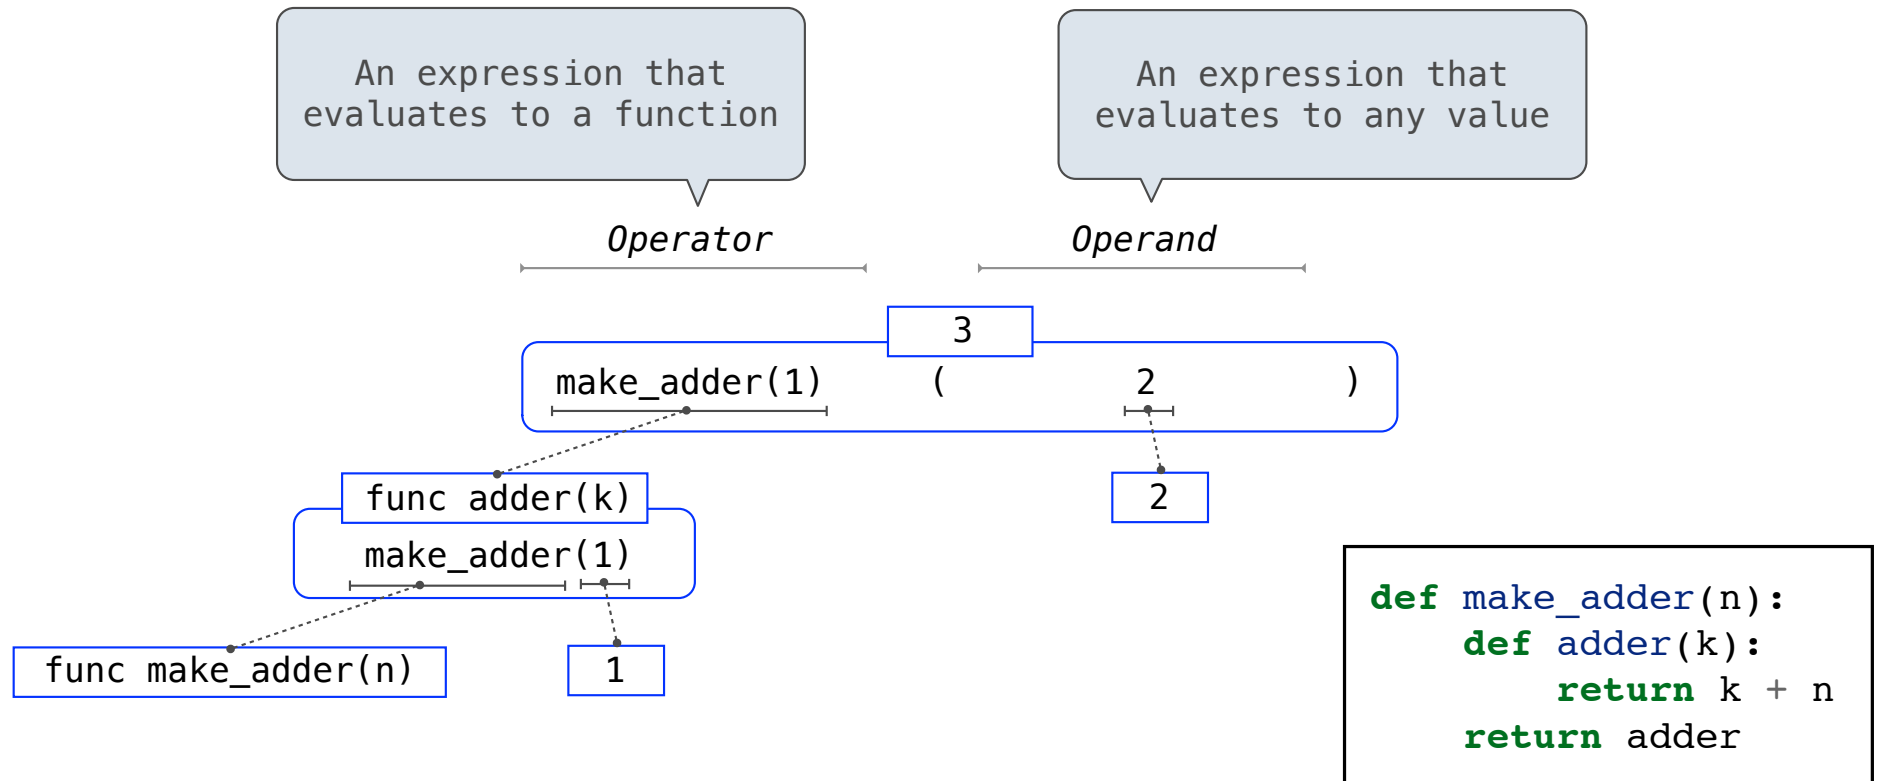 An expression that
evaluates to a function
An expression that
evaluates to any value
Operator
Operand
3
make_adder(1) ( 2 )
func adder(k)
2
make_adder(1)
func make_adder(n)
1
def make_adder(n):
    def adder(k):
        return k + n
    return adder